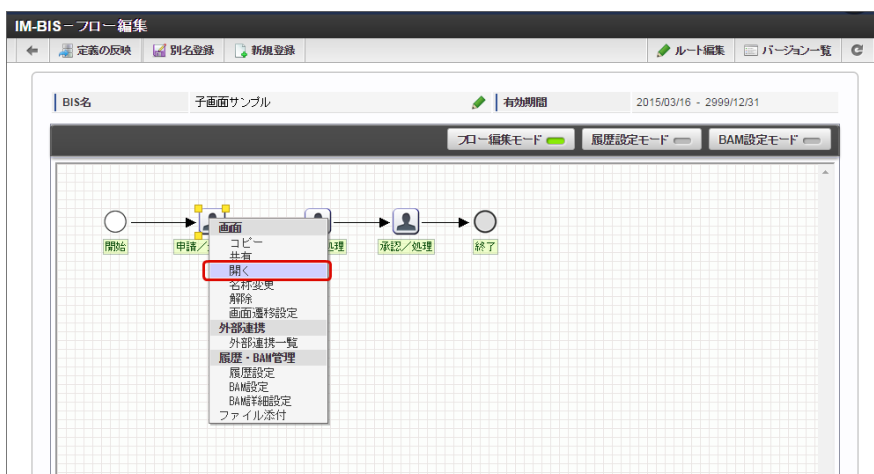 IM-BIS－フロー編集
定義の反映 別名登録 新規登録 ルート編集 バージョン一覧
BIS名 子画面サンプル 有効期間 2015/03/16 - 2999/12/31
フロー編集モード 履歴設定モード BAM設定モード
開始 申請／ 処理 承認／処理 終了
画面
コピー
共有
開く
名称変更
解除
画面遷移設定
外部連携
外部連携一覧
履歴・BAM管理
履歴設定
BAM設定
BAM詳細設定
ファイル添付